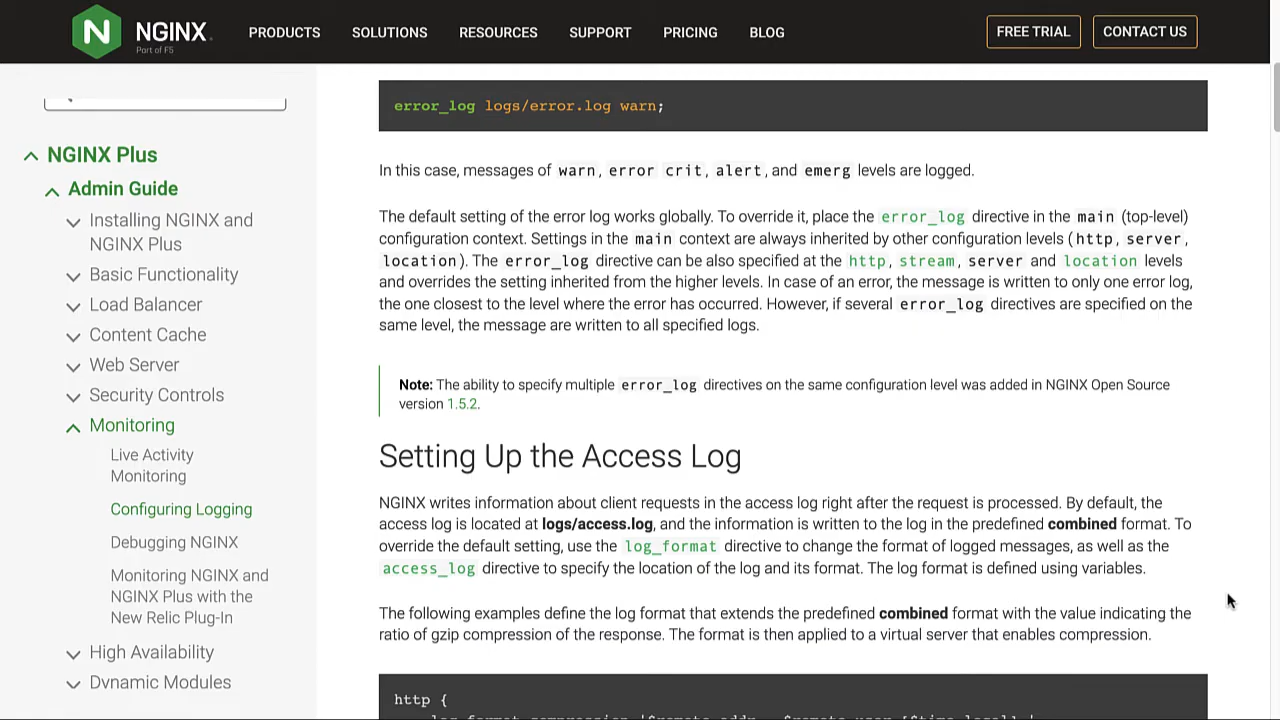 NGINX
Part of F5
PRODUCTS
SOLUTIONS
RESOURCES
SUPPORT
PRICING
BLOG
FREE TRIAL
CONTACT US
NGINX Plus
Admin Guide
Installing NGINX and
NGINX Plus
Basic Functionality
Load Balancer
Content Cache
Web Server
Security Controls
Monitoring
Live Activity
Monitoring
Configuring Logging
Debugging NGINX
Monitoring NGINX and
NGINX Plus with the
New Relic Plug-In
High Availability
Dynamic Modules
error_log logs/error.log warn;
In this case, messages of warn, error crit, alert, and emerg levels are logged.
The default setting of the error log works globally. To override it, place the error_log directive in the main (top-level)
configuration context. Settings in the main context are always inherited by other configuration levels (http, server,
location). The error_log directive can be also specified at the http, stream, server and location levels
and overrides the setting inherited from the higher levels. In case of an error, the message is written to only one error log,
the one closest to the level where the error has occurred. However, if several error_log directives are specified on the
same level, the message are written to all specified logs.
Note: The ability to specify multiple error_log directives on the same configuration level was added in NGINX Open Source
version 1.5.2.
Setting Up the Access Log
NGINX writes information about client requests in the access log right after the request is processed. By default, the
access log is located at logs/access.log, and the information is written to the log in the predefined combined format. To
override the default setting, use the log_format directive to change the format of logged messages, as well as the
access_log directive to specify the location of the log and its format. The log format is defined using variables.
The following examples define the log format that extends the predefined combined format with the value indicating the
ratio of gzip compression of the response. The format is then applied to a virtual server that enables compression.
http {